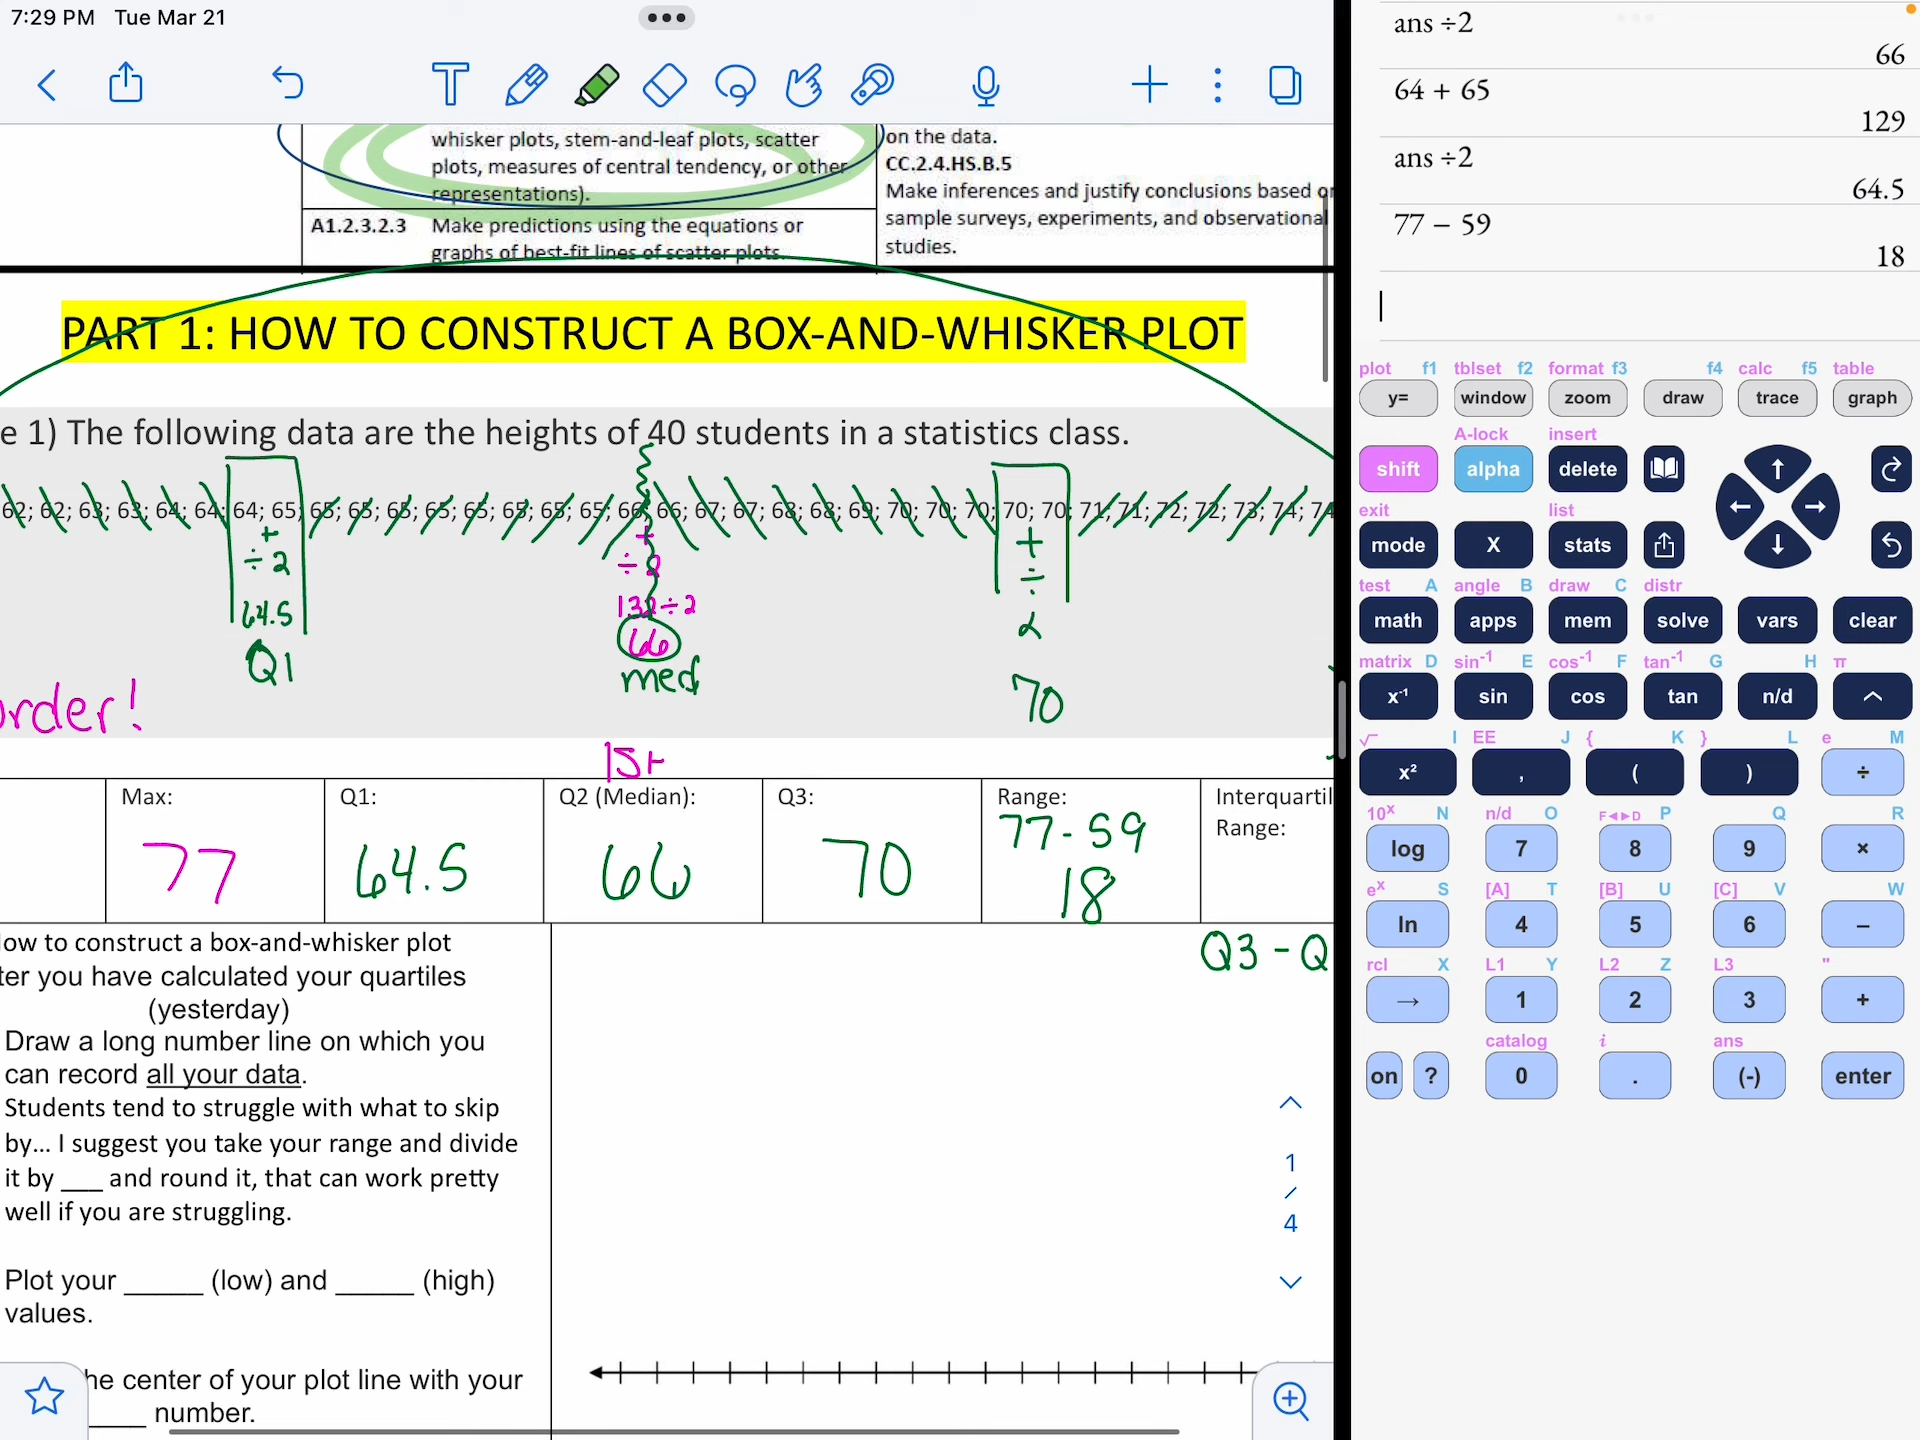 7:29 PM Tue Mar 21
whisker plots, stem-and-leaf plots, scatter
plots, measures of central tendency, or other
representations).
on the data.
CC.2.4.HS.B.5
Make inferences and justify conclusions based on
sample surveys, experiments, and observational
studies.
A1.2.3.2.3 Make predictions using the equations or
graphs of best-fit lines of scatter plots.
PART 1: HOW TO CONSTRUCT A BOX-AND-WHISKER PLOT
e 1) The following data are the heights of 40 students in a statistics class.
62; 62; 63; 63; 64; 64; 64; 65; 65; 65; 65; 65; 65; 65; 65; 65; 66; 66; 67; 67; 68; 68; 69; 70; 70; 70; 70; 70; 71; 71; 72; 72; 73; 74; 74
+
÷ 2
64.5
Q1
+
÷ 2
132 ÷ 2
66
med
+
÷
2
70
order!
1st
Max:
77
Q1:
64.5
Q2 (Median):
66
Q3:
70
Range:
77 - 59
18
Interquartil
Range:
Q3 - Q
How to construct a box-and-whisker plot
ter you have calculated your quartiles
(yesterday)
Draw a long number line on which you
can record all your data.
Students tend to struggle with what to skip
by... I suggest you take your range and divide
it by ___ and round it, that can work pretty
well if you are struggling.
Plot your _____ (low) and _____ (high)
values.
he center of your plot line with your
____ number.
1
/
4
ans ÷2
66
64 + 65
129
ans ÷2
64.5
77 − 59
18
plot f1 tblset f2 format f3 f4 calc f5 table
y= window zoom draw trace graph
A-lock insert
shift alpha delete
exit list
mode X stats
test A angle B draw C distr
math apps mem solve vars clear
matrix D sin⁻¹ E cos⁻¹ F tan⁻¹ G H π
x⁻¹ sin cos tan n/d ^
√ I EE J { K } L e M
x² , ( ) ÷
10ˣ N n/d O F◄►D P Q R
log 7 8 9 ×
eˣ S [A] T [B] U [C] V W
ln 4 5 6 −
rcl X L1 Y L2 Z L3 "
→ 1 2 3 +
catalog i ans
on ? 0 . (-) enter